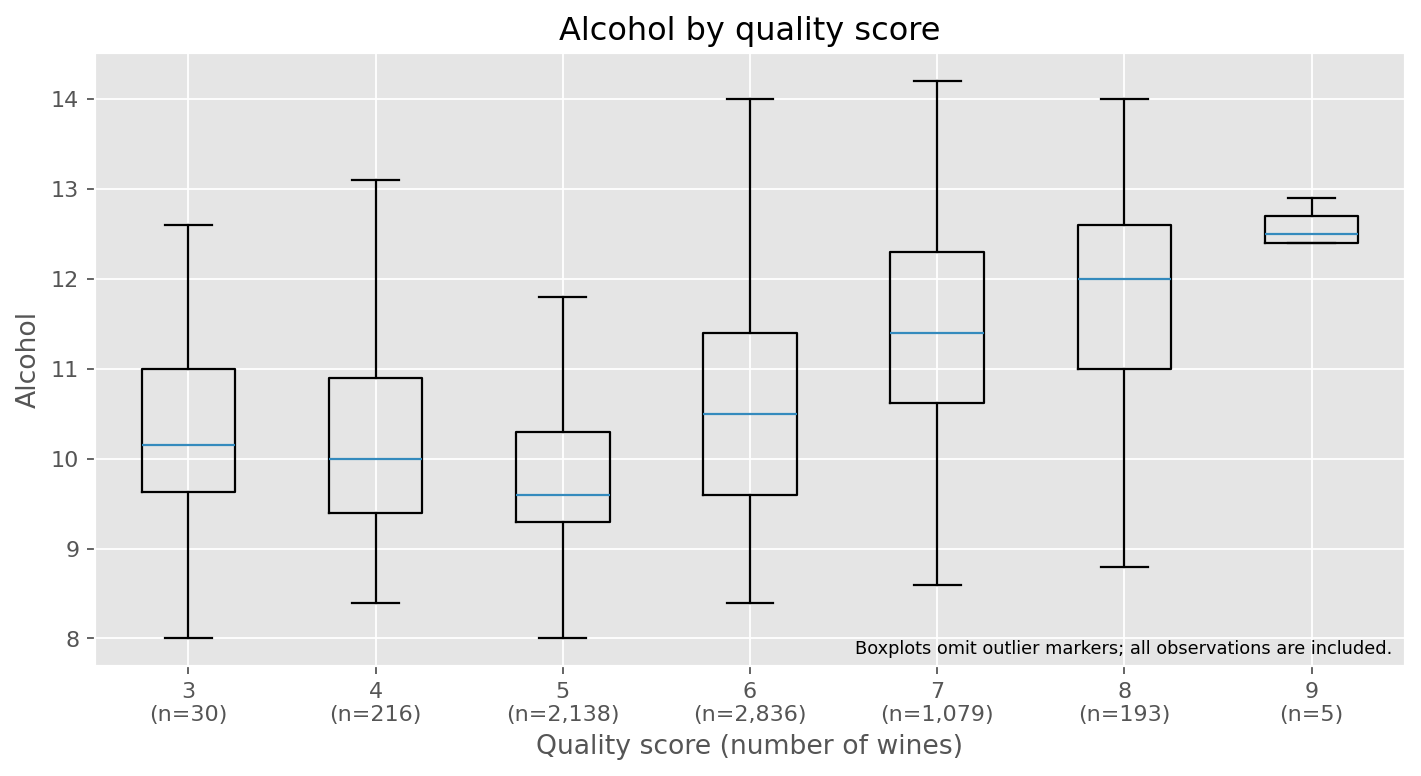 Alcohol by quality score
14
13
12
11
10
9
8
Alcohol
Boxplots omit outlier markers; all observations are included.
3 4 5 6 7 8 9
(n=30) (n=216) (n=2,138) (n=2,836) (n=1,079) (n=193) (n=5)
Quality score (number of wines)